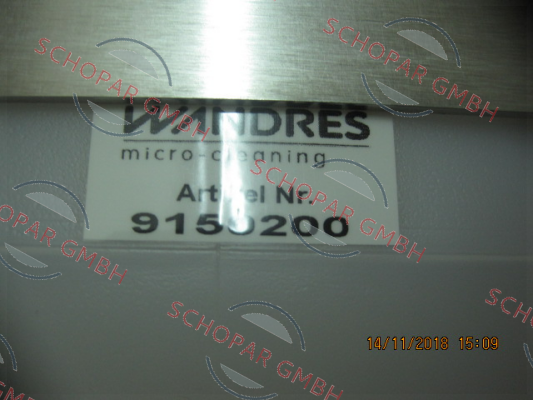 WANDRES
micro-cleaning
Artikel Nr.
9150200
14/11/2018 15:09
SCHOPAR GMBH
SCHOPAR GMBH
SCHOPAR GMBH
SCHOPAR GMBH
SCHOPAR GMBH
SCHOPAR GMBH
SCHOPAR GMBH